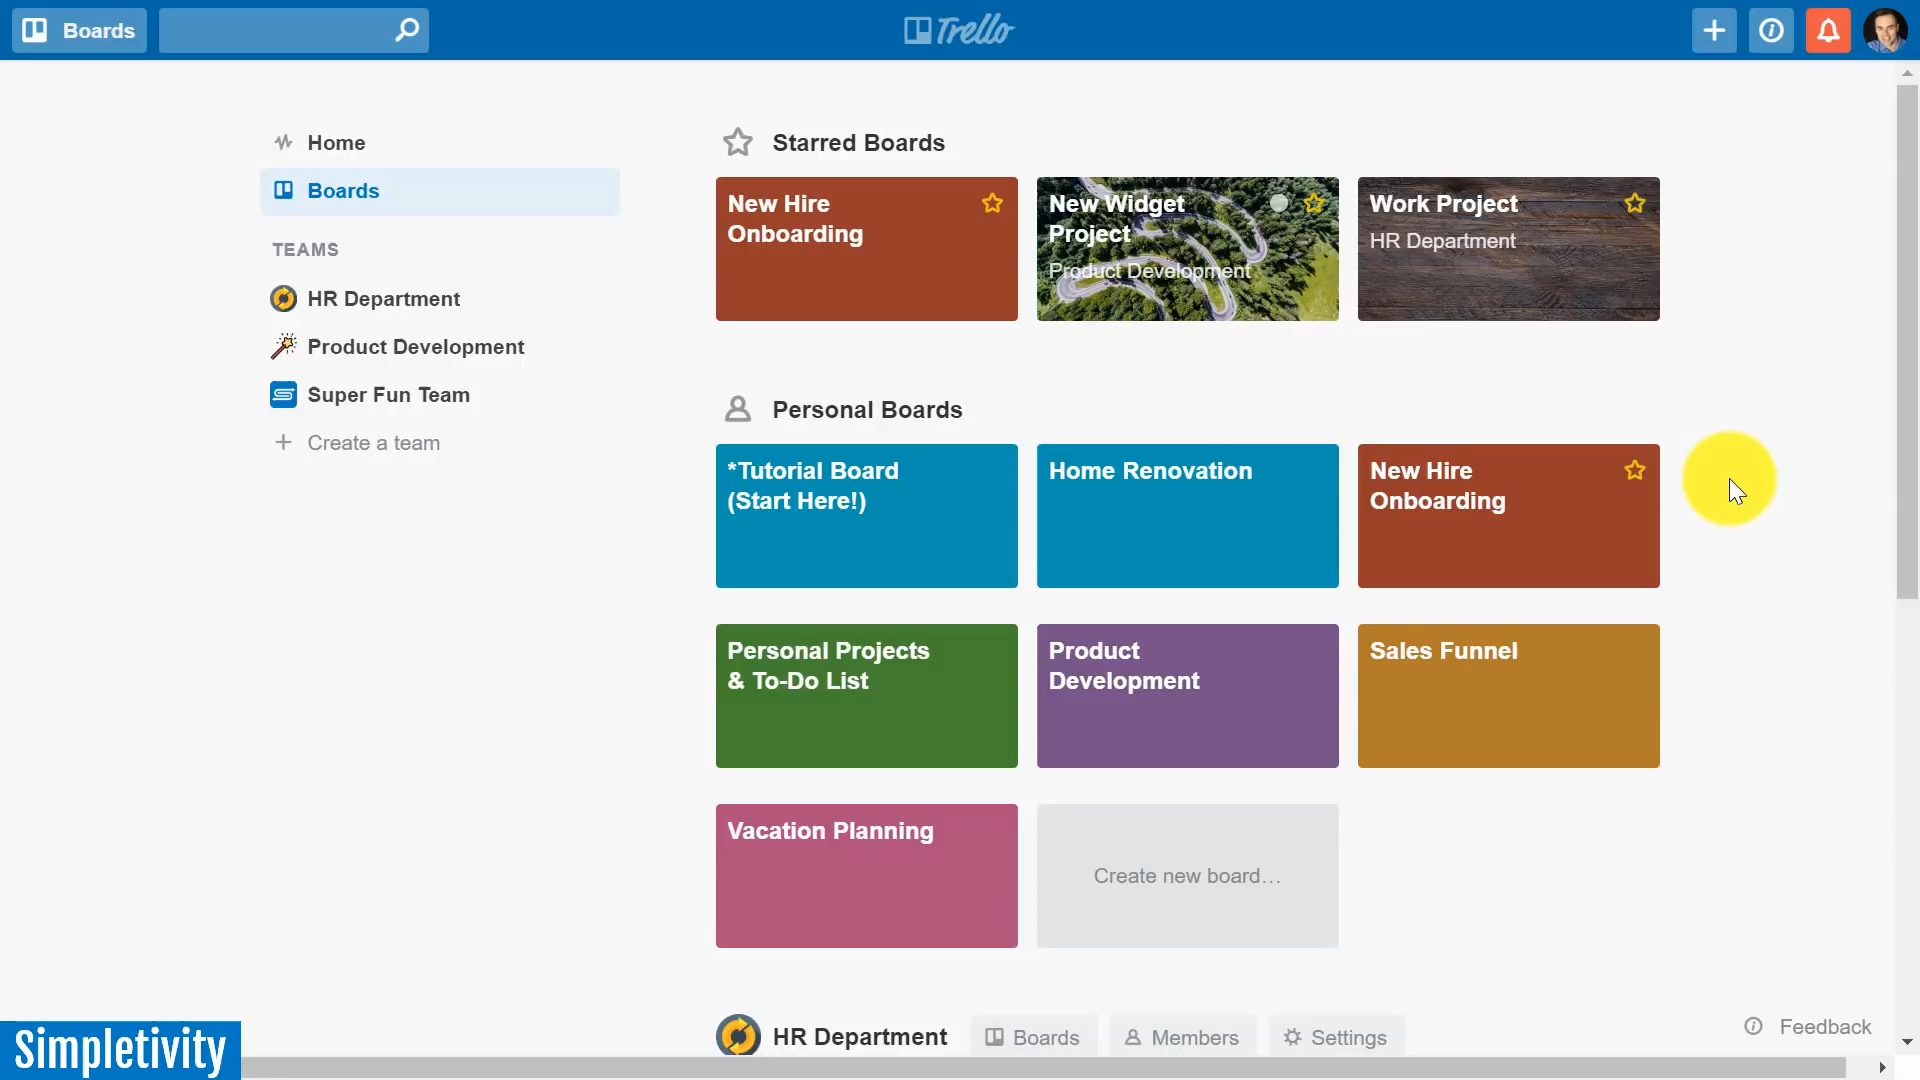 Boards
Trello
Home
Boards
TEAMS
HR Department
Product Development
Super Fun Team
Create a team
Starred Boards
New Hire
Onboarding
New Widget
Project
Product Development
Work Project
HR Department
Personal Boards
*Tutorial Board
(Start Here!)
Home Renovation
New Hire
Onboarding
Personal Projects
& To-Do List
Product
Development
Sales Funnel
Vacation Planning
Create new board…
HR Department
Boards
Members
Settings
Feedback
Simpletivity